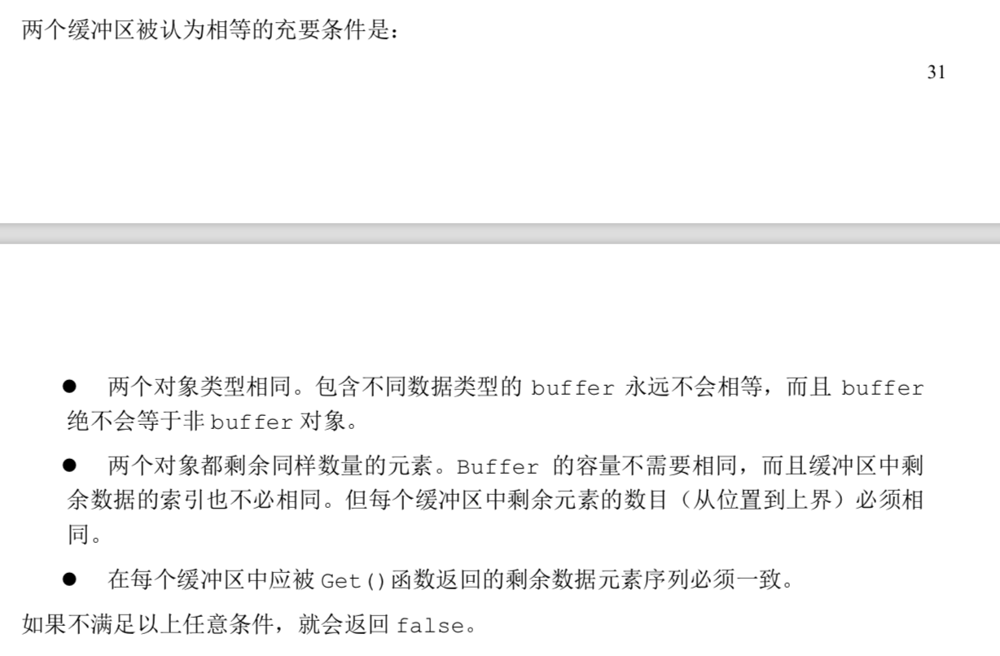 两个缓冲区被认为相等的充要条件是：
31
● 两个对象类型相同。包含不同数据类型的 buffer 永远不会相等，而且 buffer
绝不会等于非 buffer 对象。
● 两个对象都剩余同样数量的元素。Buffer 的容量不需要相同，而且缓冲区中剩
余数据的索引也不必相同。但每个缓冲区中剩余元素的数目（从位置到上界）必须相
同。
● 在每个缓冲区中应被 Get()函数返回的剩余数据元素序列必须一致。
如果不满足以上任意条件，就会返回 false。